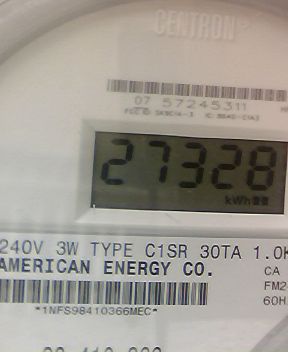 CENTRON
07 57245311
27328
kWh
240V 3W TYPE C1SR 30TA 1.0K
AMERICAN ENERGY CO.
CA
FM2
60H
*1NFS98410366MEC*